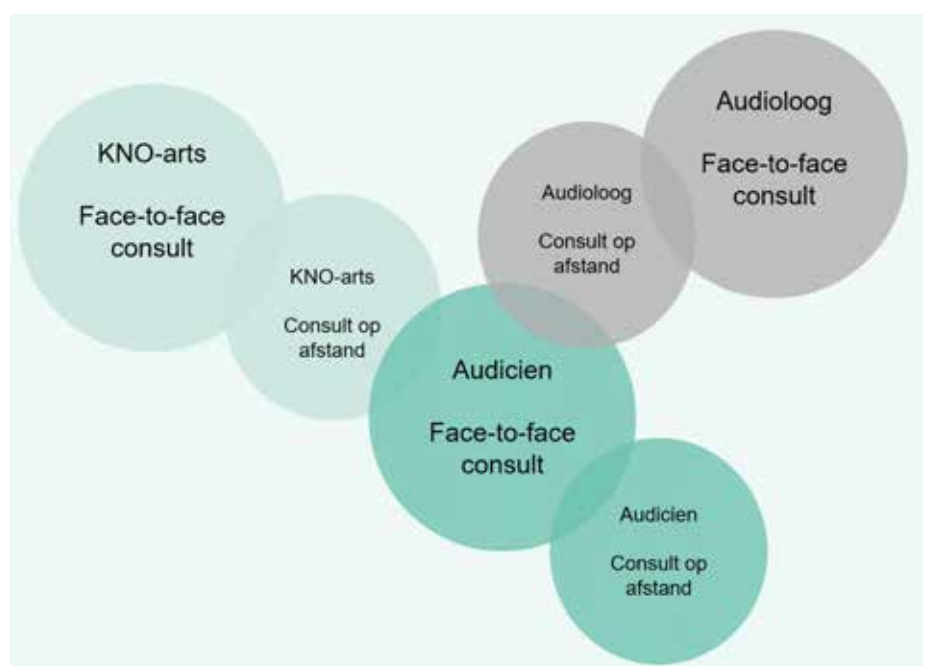 KNO-arts
Face-to-face
consult
KNO-arts
Consult op
afstand
Audicien
Face-to-face
consult
Audicien
Consult op
afstand
Audioloog
Consult op
afstand
Audioloog
Face-to-face
consult